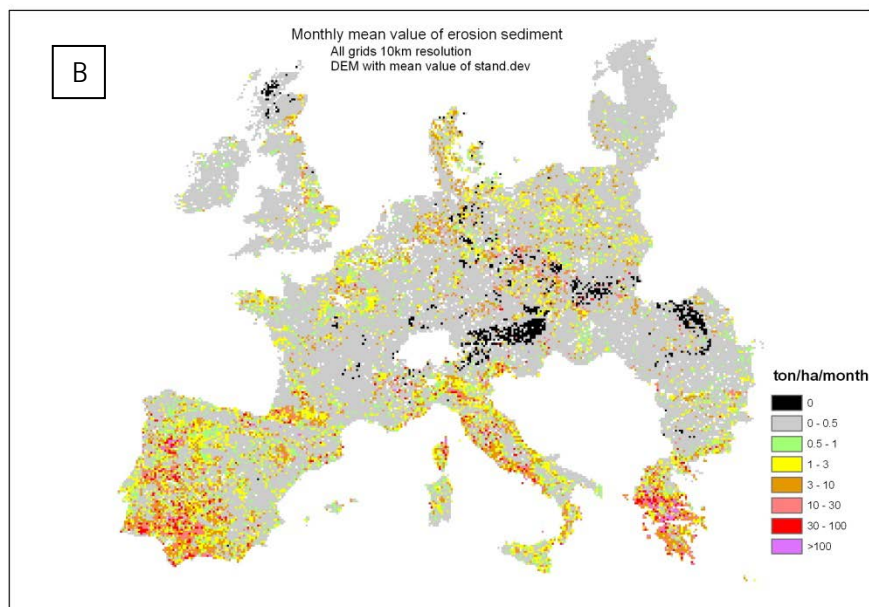 B
Monthly mean value of erosion sediment
All grids 10km resolution
DEM with mean value of stand.dev
ton/ha/month
0
0 - 0.5
0.5 - 1
1 - 3
3 - 10
10 - 30
30 - 100
>100